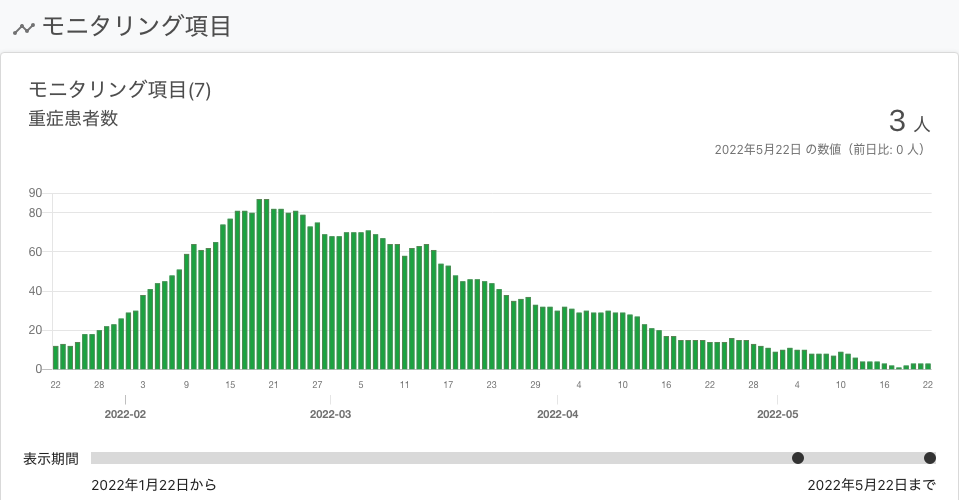 モニタリング項目
モニタリング項目(7)
重症患者数
3 人
2022年5月22日 の数値（前日比: 0 人）
90
80
60
40
20
0
22 28 3 9 15 21 27 5 11 17 23 29 4 10 16 22 28 4 10 16 22
2022-02 2022-03 2022-04 2022-05
表示期間
2022年1月22日から 2022年5月22日まで